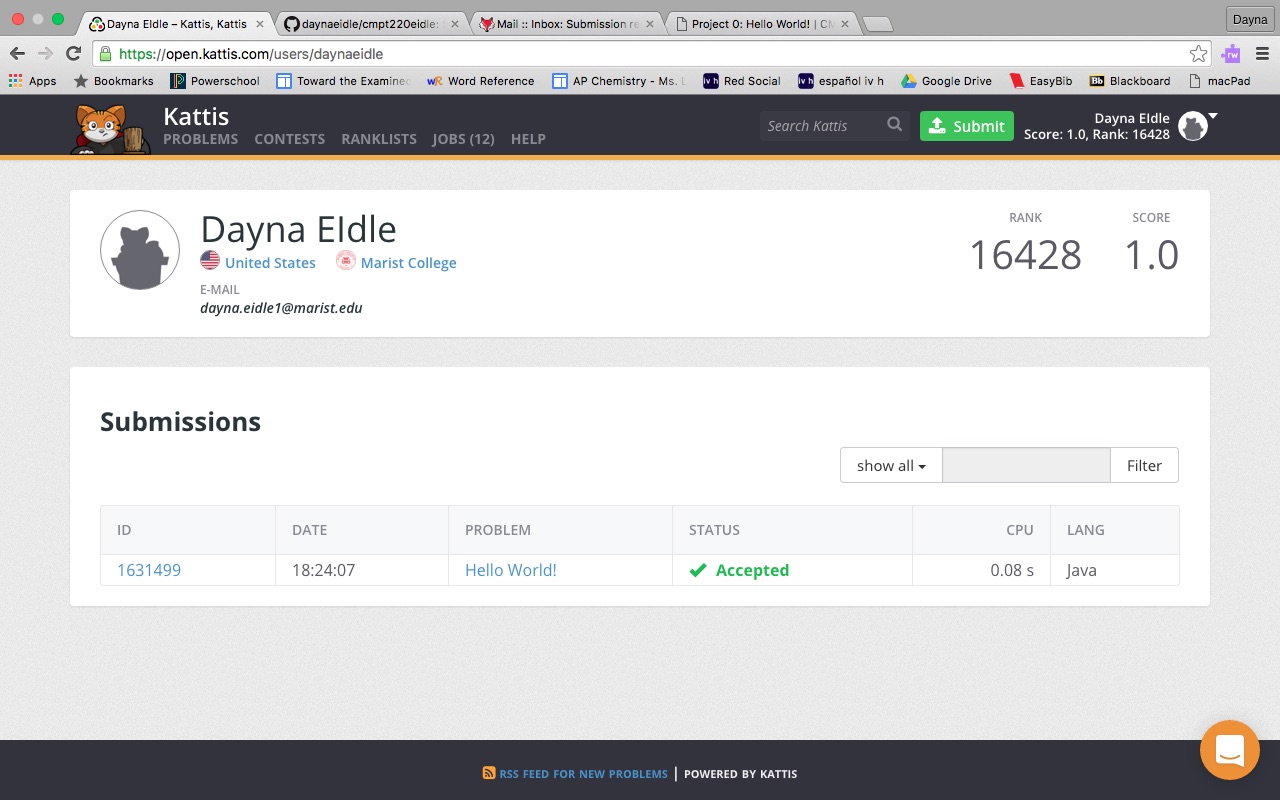 Dayna EIdle – Kattis, Kattis
daynaeidle/cmpt220eidle:
Mail :: Inbox: Submission re
Project 0: Hello World! | CM
Dayna
https://open.kattis.com/users/daynaeidle
Apps Bookmarks Powerschool Toward the Examined Word Reference AP Chemistry - Ms. Red Social español iv h Google Drive EasyBib Blackboard macPad
Kattis
PROBLEMS CONTESTS RANKLISTS JOBS (12) HELP
Search Kattis
Submit
Dayna EIdle
Score: 1.0, Rank: 16428
Dayna EIdle
United States Marist College
E-MAIL
dayna.eidle1@marist.edu
RANK SCORE
16428 1.0
Submissions
show all Filter
ID DATE PROBLEM STATUS CPU LANG
1631499 18:24:07 Hello World! Accepted 0.08 s Java
RSS FEED FOR NEW PROBLEMS | POWERED BY KATTIS